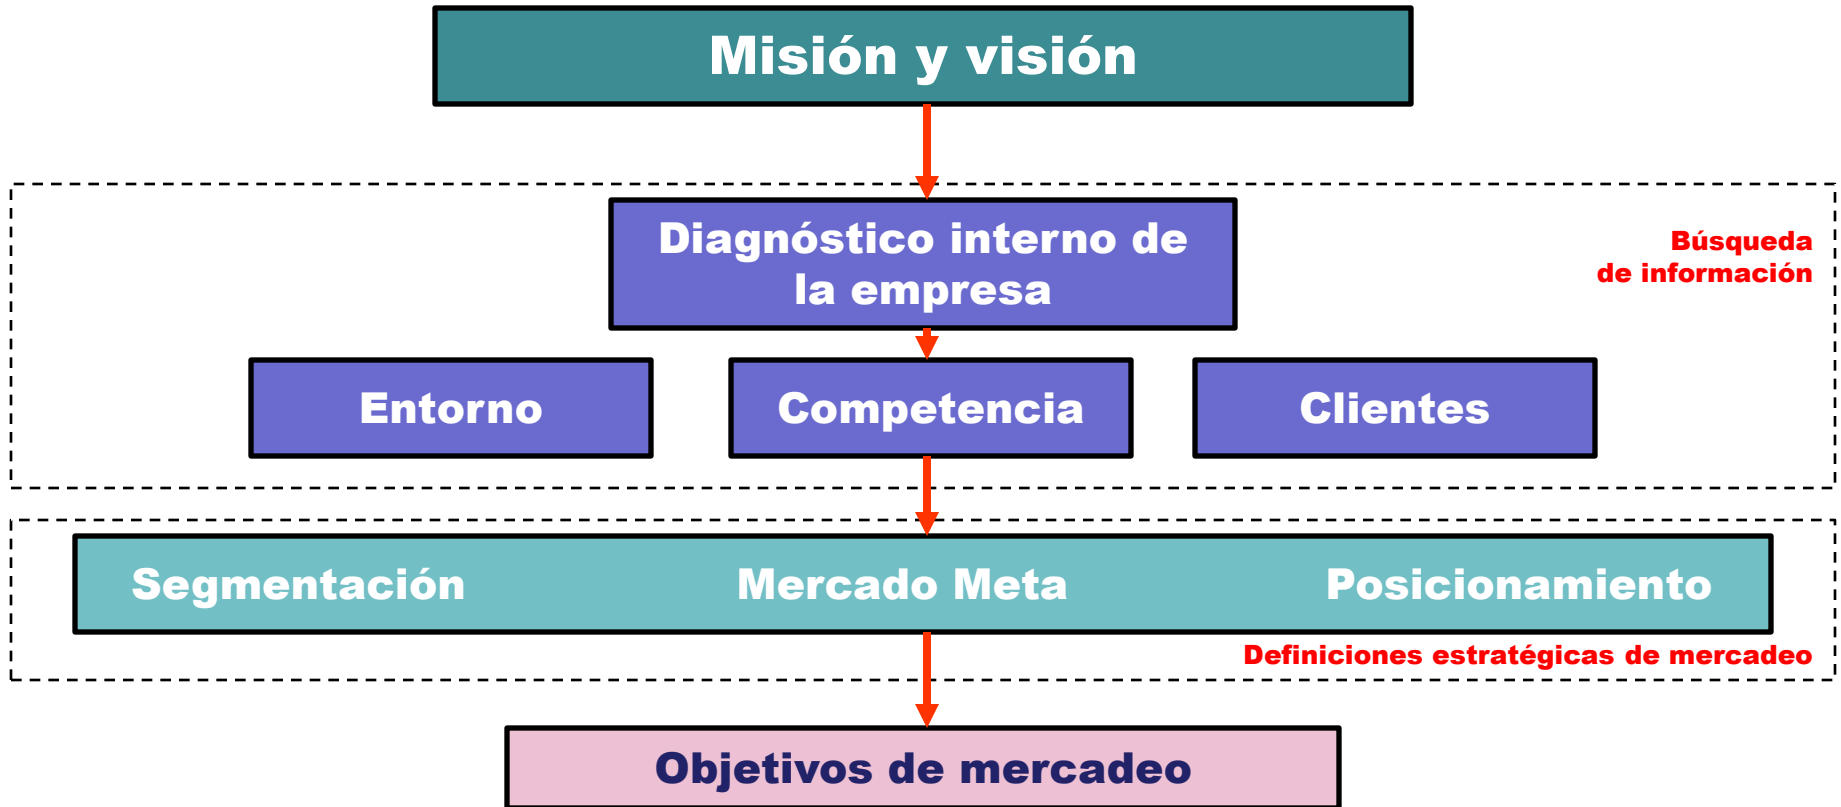 Misión y visión
Diagnóstico interno de
la empresa
Búsqueda
de información
Entorno
Competencia
Clientes
Segmentación
Mercado Meta
Posicionamiento
Definiciones estratégicas de mercadeo
Objetivos de mercadeo